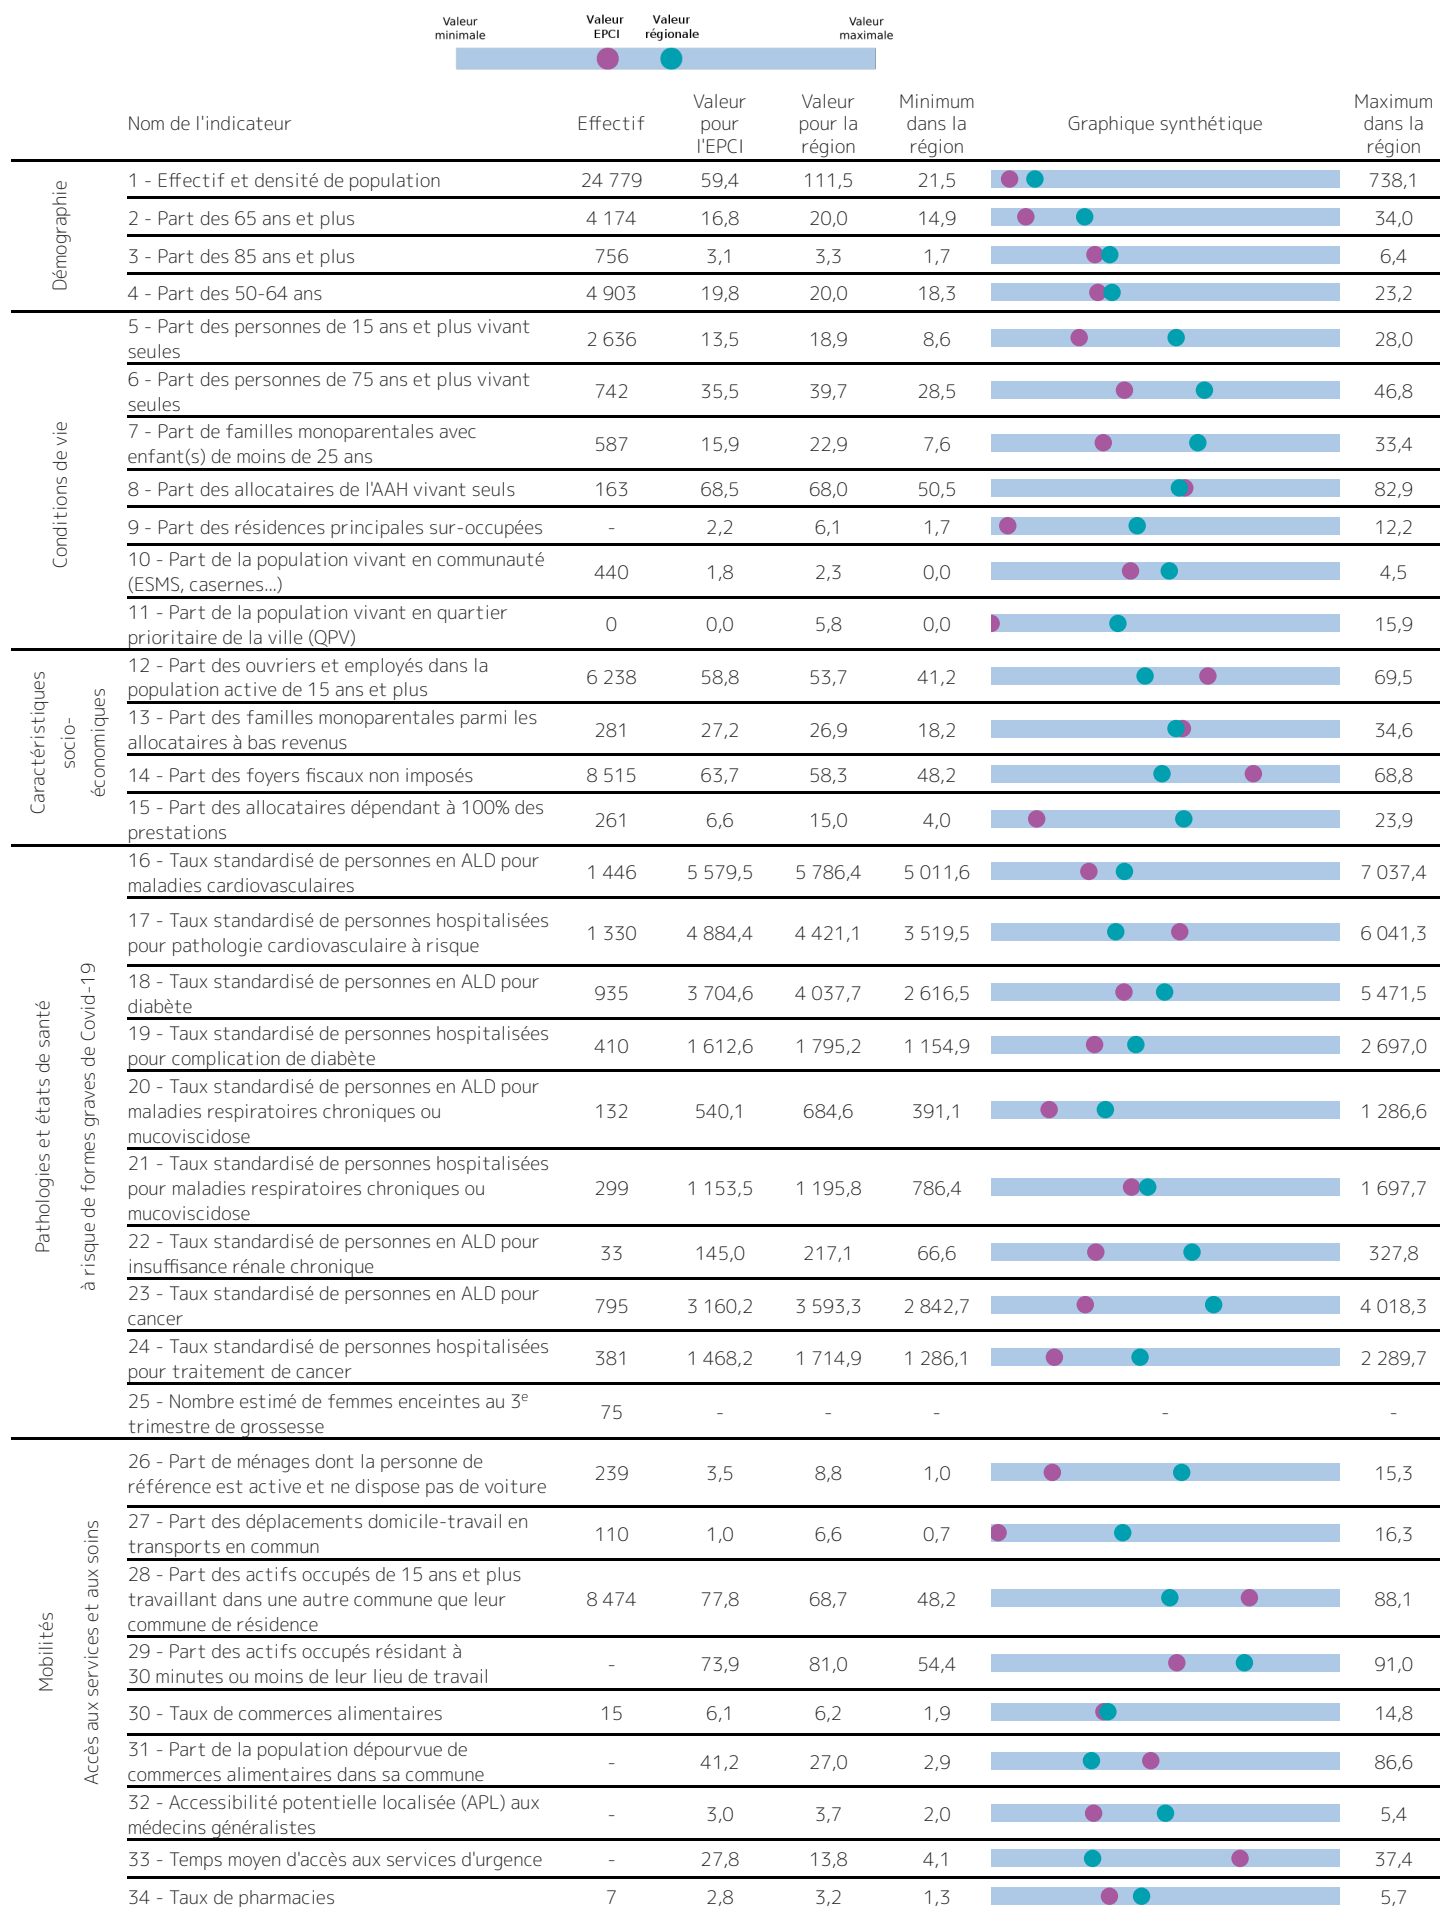 Valeur minimale
Valeur EPCI
Valeur régionale
Valeur maximale
Nom de l'indicateur Effectif Valeur pour l'EPCI Valeur pour la région Minimum dans la région Graphique synthétique Maximum dans la région
Démographie
1 - Effectif et densité de population 24 779 59,4 111,5 21,5 738,1
2 - Part des 65 ans et plus 4 174 16,8 20,0 14,9 34,0
3 - Part des 85 ans et plus 756 3,1 3,3 1,7 6,4
4 - Part des 50-64 ans 4 903 19,8 20,0 18,3 23,2
Conditions de vie
5 - Part des personnes de 15 ans et plus vivant
seules 2 636 13,5 18,9 8,6 28,0
6 - Part des personnes de 75 ans et plus vivant
seules 742 35,5 39,7 28,5 46,8
7 - Part de familles monoparentales avec
enfant(s) de moins de 25 ans 587 15,9 22,9 7,6 33,4
8 - Part des allocataires de l'AAH vivant seuls 163 68,5 68,0 50,5 82,9
9 - Part des résidences principales sur-occupées - 2,2 6,1 1,7 12,2
10 - Part de la population vivant en communauté
(ESMS, casernes...) 440 1,8 2,3 0,0 4,5
11 - Part de la population vivant en quartier
prioritaire de la ville (QPV) 0 0,0 5,8 0,0 15,9
Caractéristiques
socio-
économiques
12 - Part des ouvriers et employés dans la
population active de 15 ans et plus 6 238 58,8 53,7 41,2 69,5
13 - Part des familles monoparentales parmi les
allocataires à bas revenus 281 27,2 26,9 18,2 34,6
14 - Part des foyers fiscaux non imposés 8 515 63,7 58,3 48,2 68,8
15 - Part des allocataires dépendant à 100% des
prestations 261 6,6 15,0 4,0 23,9
Pathologies et états de santé
à risque de formes graves de Covid-19
16 - Taux standardisé de personnes en ALD pour
maladies cardiovasculaires 1 446 5 579,5 5 786,4 5 011,6 7 037,4
17 - Taux standardisé de personnes hospitalisées
pour pathologie cardiovasculaire à risque 1 330 4 884,4 4 421,1 3 519,5 6 041,3
18 - Taux standardisé de personnes en ALD pour
diabète 935 3 704,6 4 037,7 2 616,5 5 471,5
19 - Taux standardisé de personnes hospitalisées
pour complication de diabète 410 1 612,6 1 795,2 1 154,9 2 697,0
20 - Taux standardisé de personnes en ALD pour
maladies respiratoires chroniques ou
mucoviscidose 132 540,1 684,6 391,1 1 286,6
21 - Taux standardisé de personnes hospitalisées
pour maladies respiratoires chroniques ou
mucoviscidose 299 1 153,5 1 195,8 786,4 1 697,7
22 - Taux standardisé de personnes en ALD pour
insuffisance rénale chronique 33 145,0 217,1 66,6 327,8
23 - Taux standardisé de personnes en ALD pour
cancer 795 3 160,2 3 593,3 2 842,7 4 018,3
24 - Taux standardisé de personnes hospitalisées
pour traitement de cancer 381 1 468,2 1 714,9 1 286,1 2 289,7
25 - Nombre estimé de femmes enceintes au 3e
trimestre de grossesse 75 - - - - -
Mobilités
Accès aux services et aux soins
26 - Part de ménages dont la personne de
référence est active et ne dispose pas de voiture 239 3,5 8,8 1,0 15,3
27 - Part des déplacements domicile-travail en
transports en commun 110 1,0 6,6 0,7 16,3
28 - Part des actifs occupés de 15 ans et plus
travaillant dans une autre commune que leur
commune de résidence 8 474 77,8 68,7 48,2 88,1
29 - Part des actifs occupés résidant à
30 minutes ou moins de leur lieu de travail - 73,9 81,0 54,4 91,0
30 - Taux de commerces alimentaires 15 6,1 6,2 1,9 14,8
31 - Part de la population dépourvue de
commerces alimentaires dans sa commune - 41,2 27,0 2,9 86,6
32 - Accessibilité potentielle localisée (APL) aux
médecins généralistes - 3,0 3,7 2,0 5,4
33 - Temps moyen d'accès aux services d'urgence - 27,8 13,8 4,1 37,4
34 - Taux de pharmacies 7 2,8 3,2 1,3 5,7